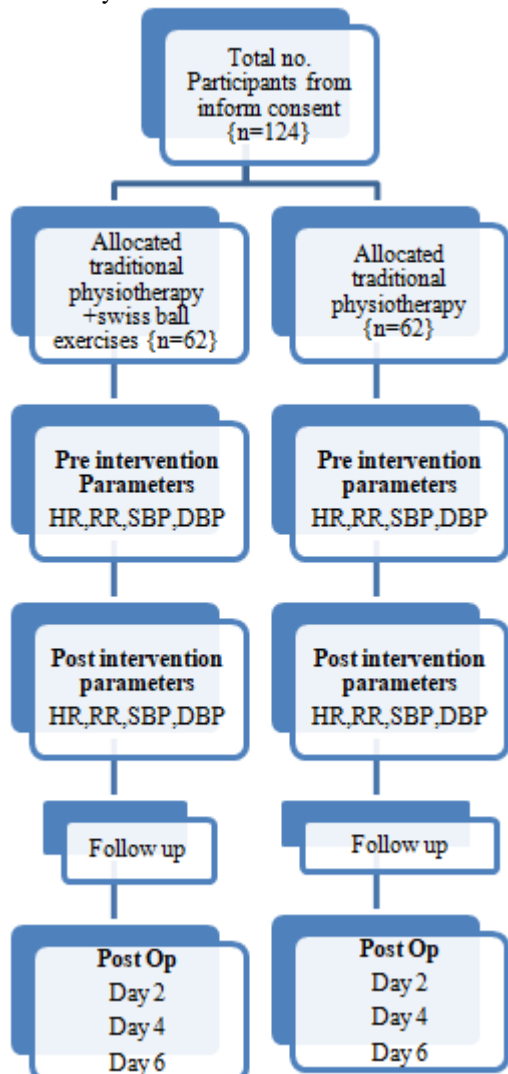 Total no.
Participants from
inform consent
{n=124}
Allocated
traditional
physiotherapy
+swiss ball
exercises {n=62}
Allocated
traditional
physiotherapy
{n=62}
Pre intervention
Parameters
HR,RR,SBP,DBP
Pre intervention
parameters
HR,RR,SBP,DBP
Post intervention
parameters
HR,RR,SBP,DBP
Post intervention
parameters
HR,RR,SBP,DBP
Follow up
Follow up
Post Op
Day 2
Day 4
Day 6
Post Op
Day 2
Day 4
Day 6